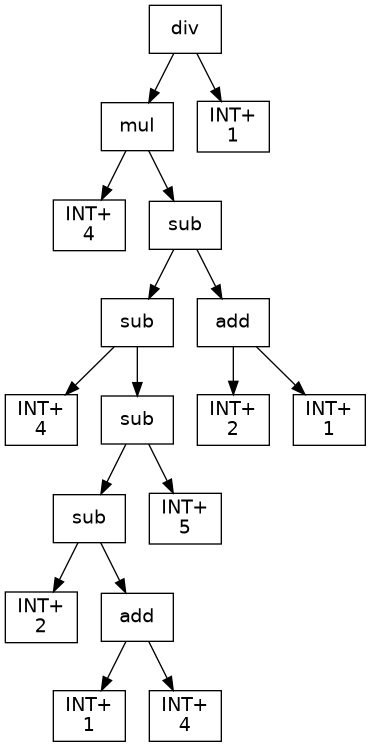 div
mul
INT+
1
INT+
4
sub
sub
add
INT+
4
sub
INT+
2
INT+
1
sub
INT+
5
INT+
2
add
INT+
1
INT+
4